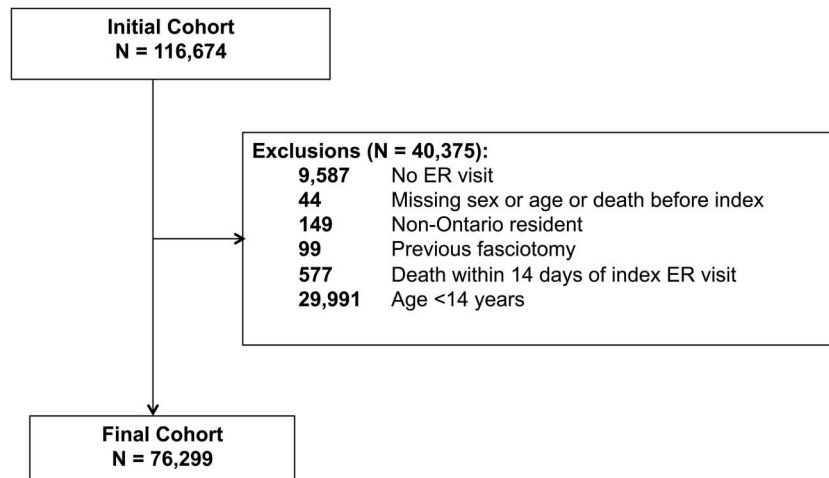 Initial Cohort
N = 116,674
Exclusions (N = 40,375):
9,587 No ER visit
44 Missing sex or age or death before index
149 Non-Ontario resident
99 Previous fasciotomy
577 Death within 14 days of index ER visit
29,991 Age <14 years
Final Cohort
N = 76,299